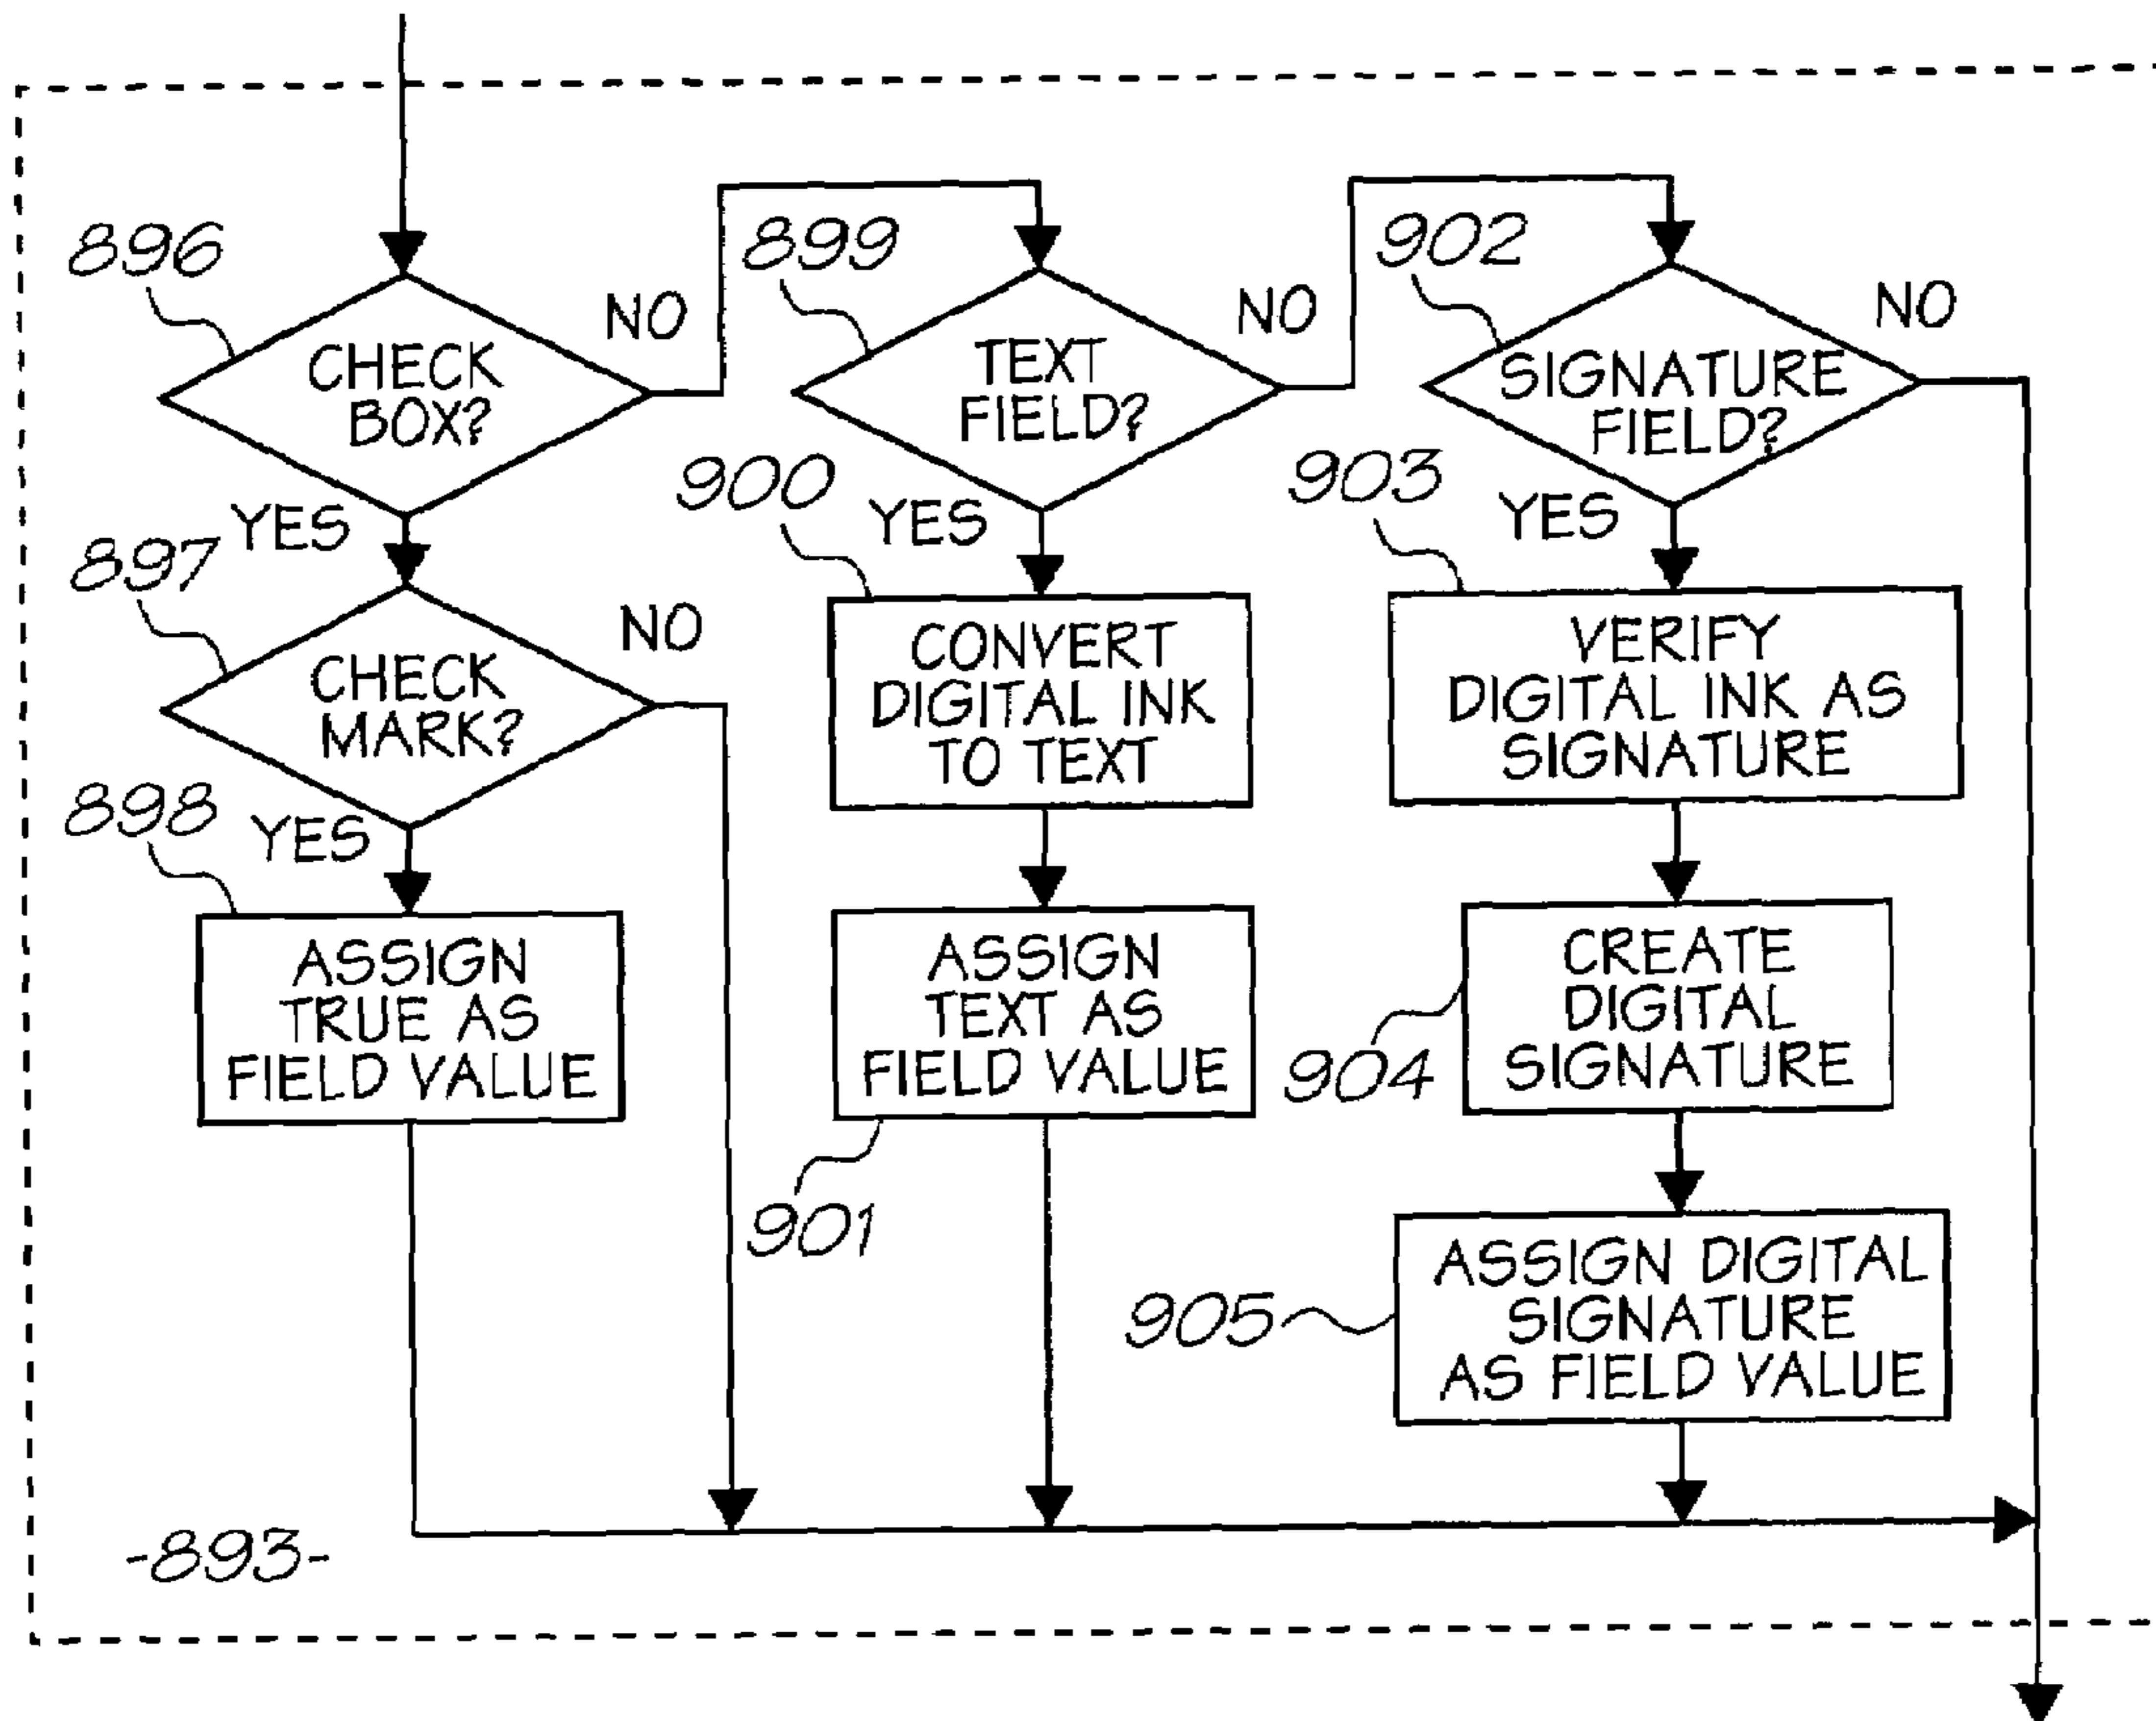 896
CHECK
BOX?
NO
YES
897
CHECK
MARK?
NO
YES
898
ASSIGN
TRUE AS
FIELD VALUE
899
TEXT
FIELD?
NO
YES
900
CONVERT
DIGITAL INK
TO TEXT
ASSIGN
TEXT AS
FIELD VALUE
901
902
SIGNATURE
FIELD?
NO
YES
903
VERIFY
DIGITAL INK AS
SIGNATURE
CREATE
DIGITAL
SIGNATURE
904
ASSIGN DIGITAL
SIGNATURE
AS FIELD VALUE
905
-893-